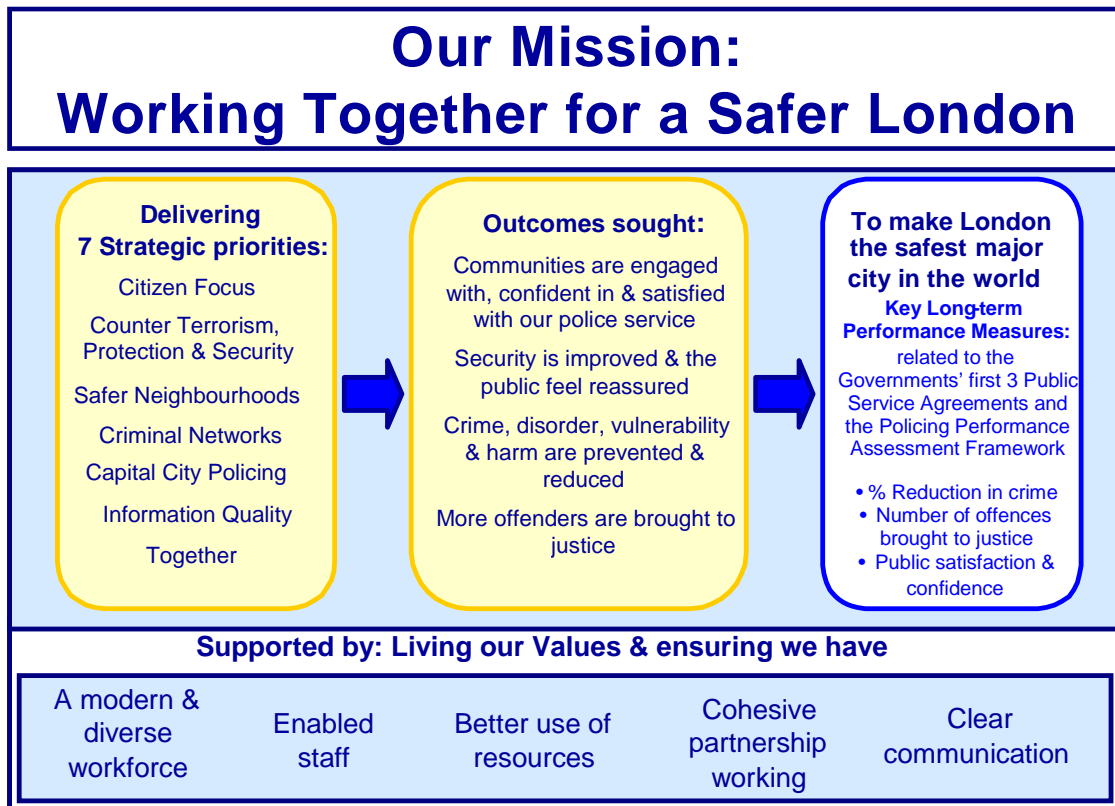 Our Mission:
Working Together for a Safer London
Delivering
7 Strategic priorities:
Citizen Focus
Counter Terrorism,
Protection & Security
Safer Neighbourhoods
Criminal Networks
Capital City Policing
Information Quality
Together
Outcomes sought:
Communities are engaged
with, confident in & satisfied
with our police service
Security is improved & the
public feel reassured
Crime, disorder, vulnerability
& harm are prevented &
reduced
More offenders are brought to
justice
To make London
the safest major
city in the world
Key Long-term
Performance Measures:
related to the
Governments' first 3 Public
Service Agreements and
the Policing Performance
Assessment Framework
• % Reduction in crime
• Number of offences
brought to justice
• Public satisfaction &
confidence
Supported by: Living our Values & ensuring we have
A modern &
diverse
workforce
Enabled
staff
Better use of
resources
Cohesive
partnership
working
Clear
communication